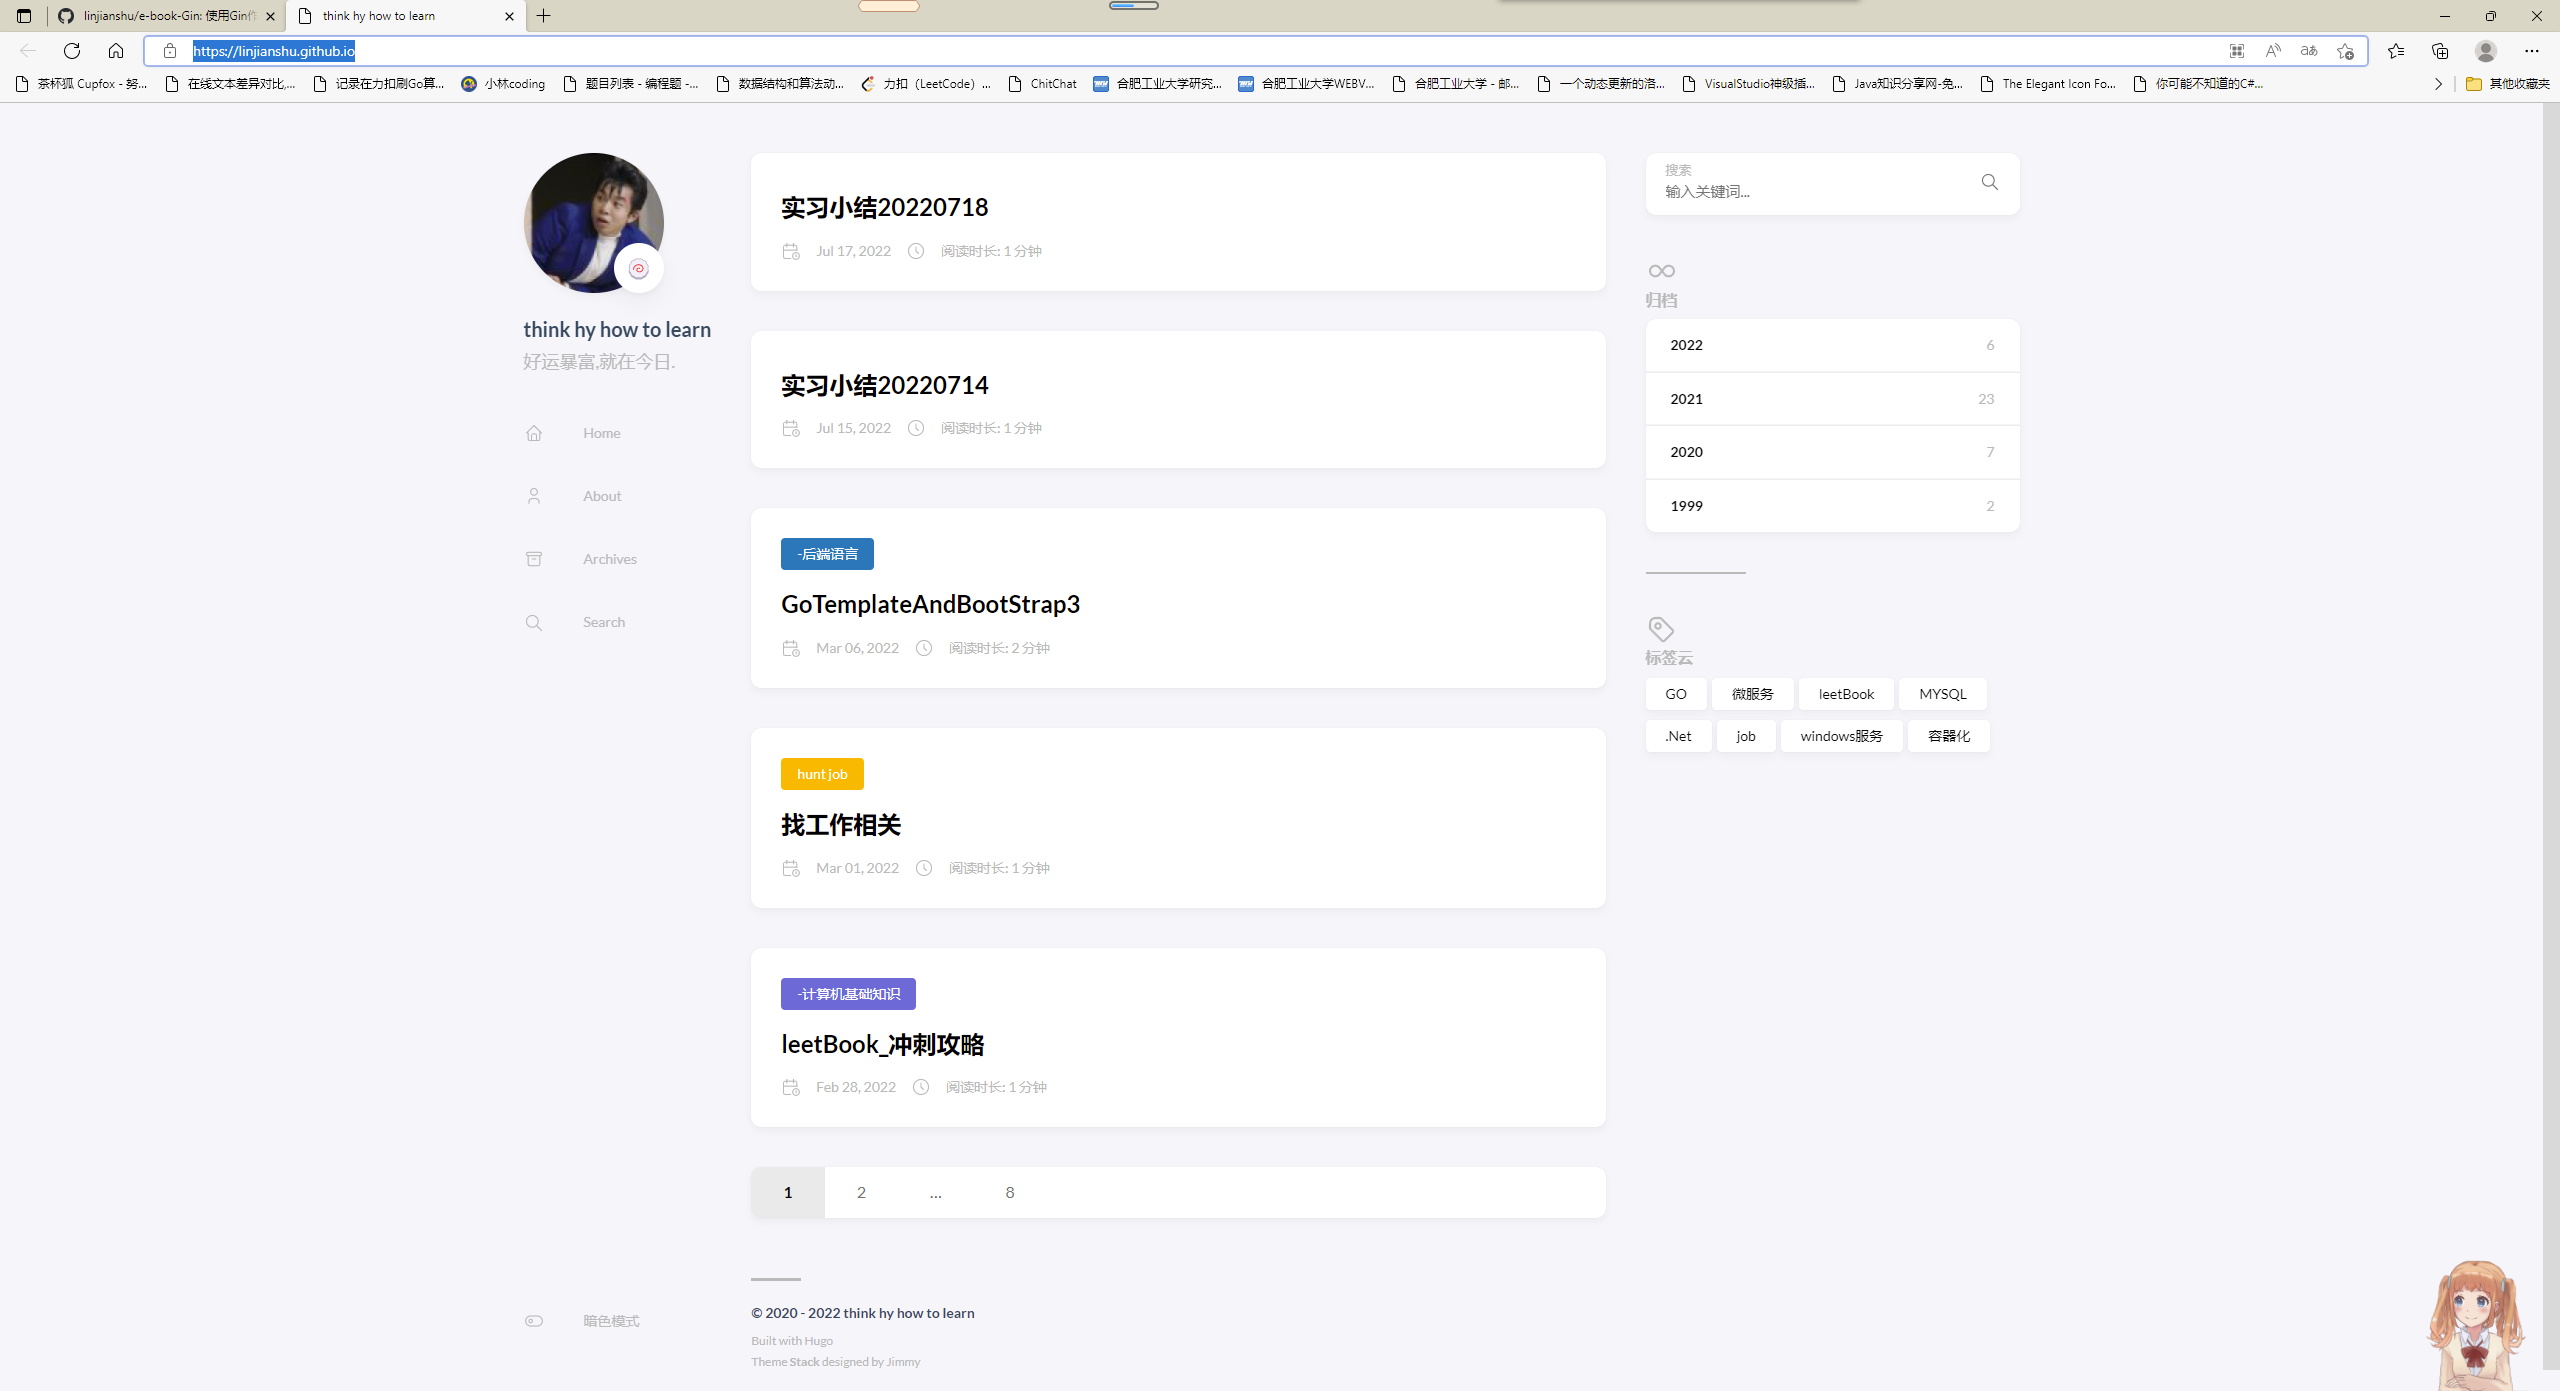 linjianshu/e-book-Gin: 使用Gin作
think hy how to learn
https://linjianshu.github.io
茶杯狐 Cupfox - 努...
在线文本差异对比,...
记录在力扣刷Go算...
小林coding
题目列表 - 编程题 -...
数据结构和算法动...
力扣（LeetCode）...
ChitChat
合肥工业大学研究...
合肥工业大学WEBV...
合肥工业大学 - 邮...
一个动态更新的洛...
VisualStudio神级插...
Java知识分享网-免...
The Elegant Icon Fo...
你可能不知道的C#...
其他收藏夹
think hy how to learn
好运暴富,就在今日.
Home
About
Archives
Search
暗色模式
实习小结20220718
Jul 17, 2022 阅读时长: 1 分钟
实习小结20220714
Jul 15, 2022 阅读时长: 1 分钟
-后端语言
GoTemplateAndBootStrap3
Mar 06, 2022 阅读时长: 2 分钟
hunt job
找工作相关
Mar 01, 2022 阅读时长: 1 分钟
-计算机基础知识
leetBook_冲刺攻略
Feb 28, 2022 阅读时长: 1 分钟
1 2 ... 8
© 2020 - 2022 think hy how to learn
Built with Hugo
Theme Stack designed by Jimmy
搜索
输入关键词...
归档
2022 6
2021 23
2020 7
1999 2
标签云
GO 微服务 leetBook MYSQL
.Net job windows服务 容器化